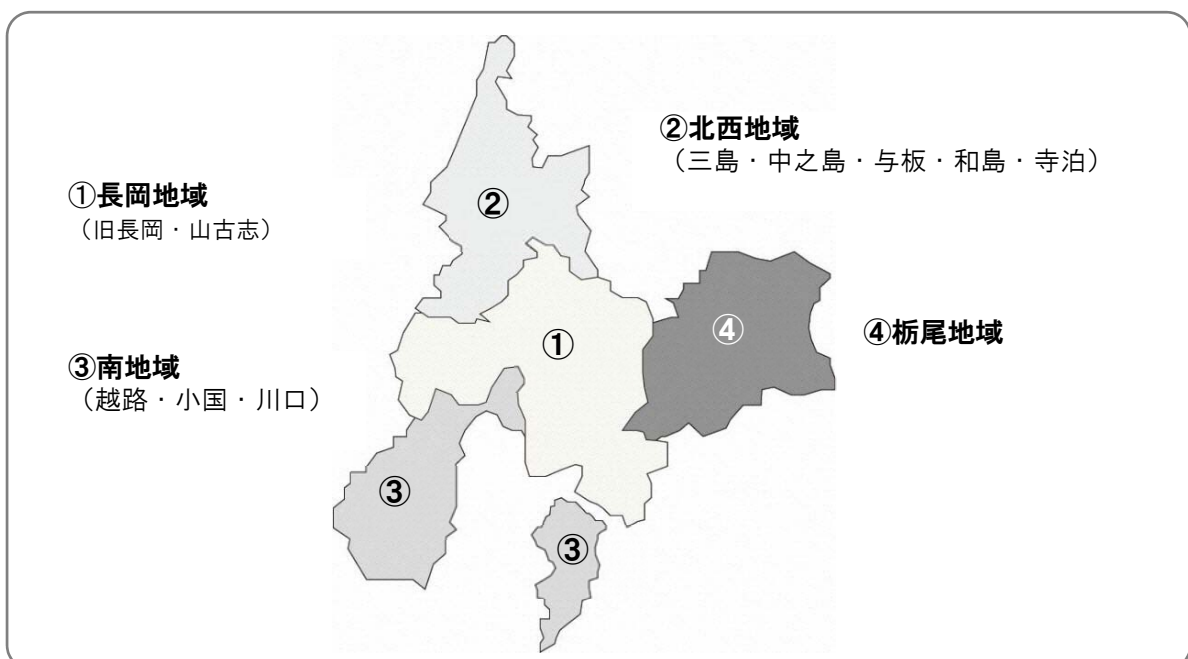 ②北西地域
（三島・中之島・与板・和島・寺泊）
①長岡地域
（旧長岡・山古志）
②
④
④栃尾地域
①
③南地域
（越路・小国・川口）
③
③